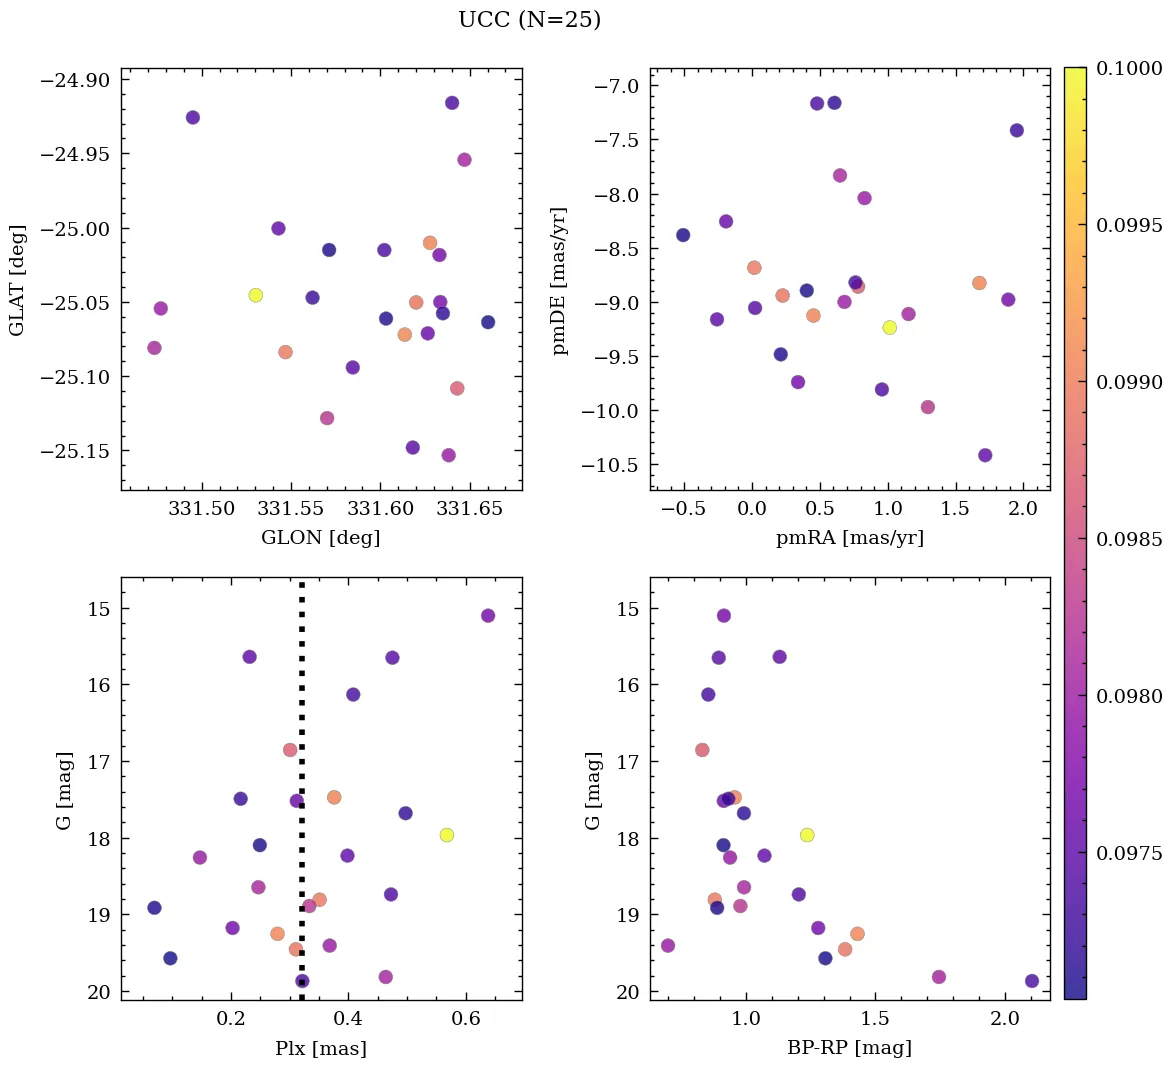 UCC (N=25)
−24.90
−24.95
−25.00
−25.05
−25.10
−25.15
GLAT [deg]
331.50 331.55 331.60 331.65
GLON [deg]
−7.0
−7.5
−8.0
−8.5
−9.0
−9.5
−10.0
−10.5
pmDE [mas/yr]
−0.5 0.0 0.5 1.0 1.5 2.0
pmRA [mas/yr]
0.1000
0.0995
0.0990
0.0985
0.0980
0.0975
15
16
17
18
19
20
G [mag]
0.2 0.4 0.6
Plx [mas]
15
16
17
18
19
20
G [mag]
1.0 1.5 2.0
BP-RP [mag]